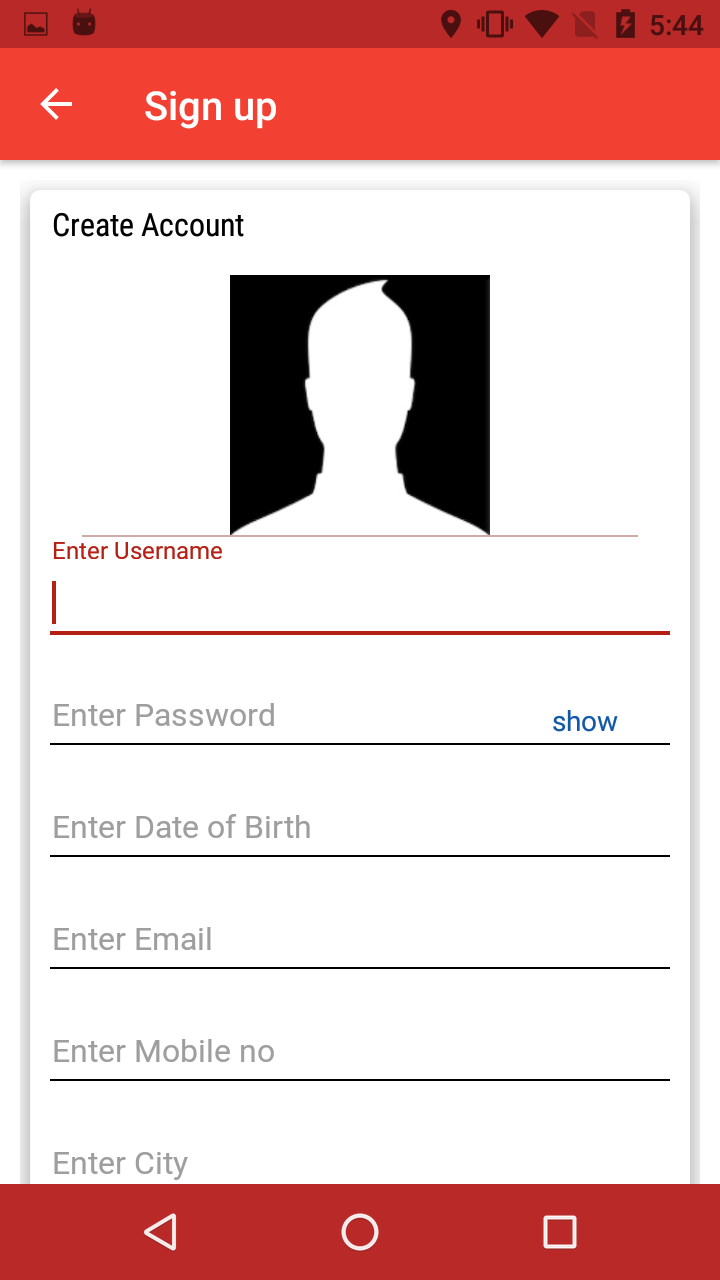 5:44
Sign up
Create Account
Enter Username
Enter Password show
Enter Date of Birth
Enter Email
Enter Mobile no
Enter City